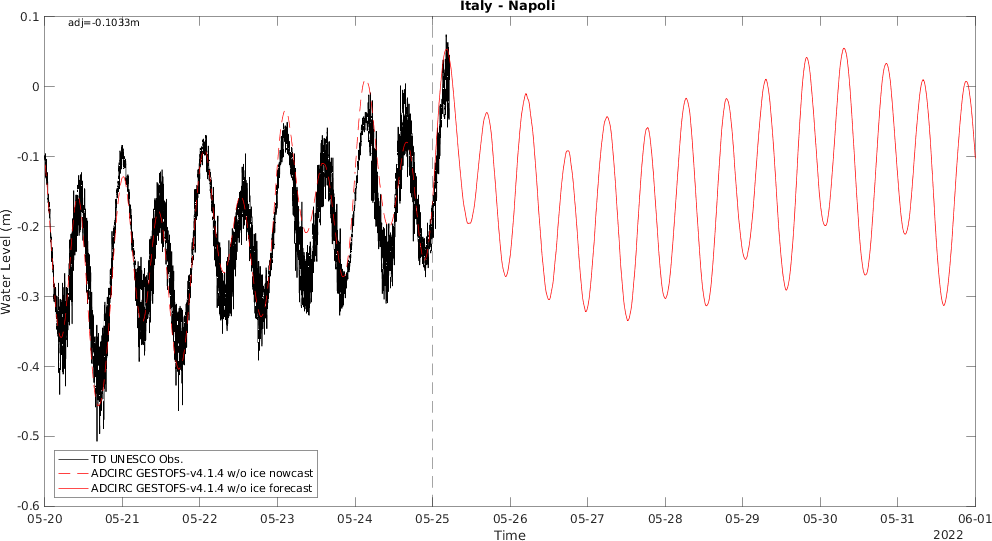 Italy - Napoli
adj=-0.1033m
0.1
0
-0.1
-0.2
-0.3
-0.4
-0.5
-0.6
Water Level (m)
TD UNESCO Obs.
ADCIRC GESTOFS-v4.1.4 w/o ice nowcast
ADCIRC GESTOFS-v4.1.4 w/o ice forecast
05-20 05-21 05-22 05-23 05-24 05-25 05-26 05-27 05-28 05-29 05-30 05-31 06-01
Time
2022